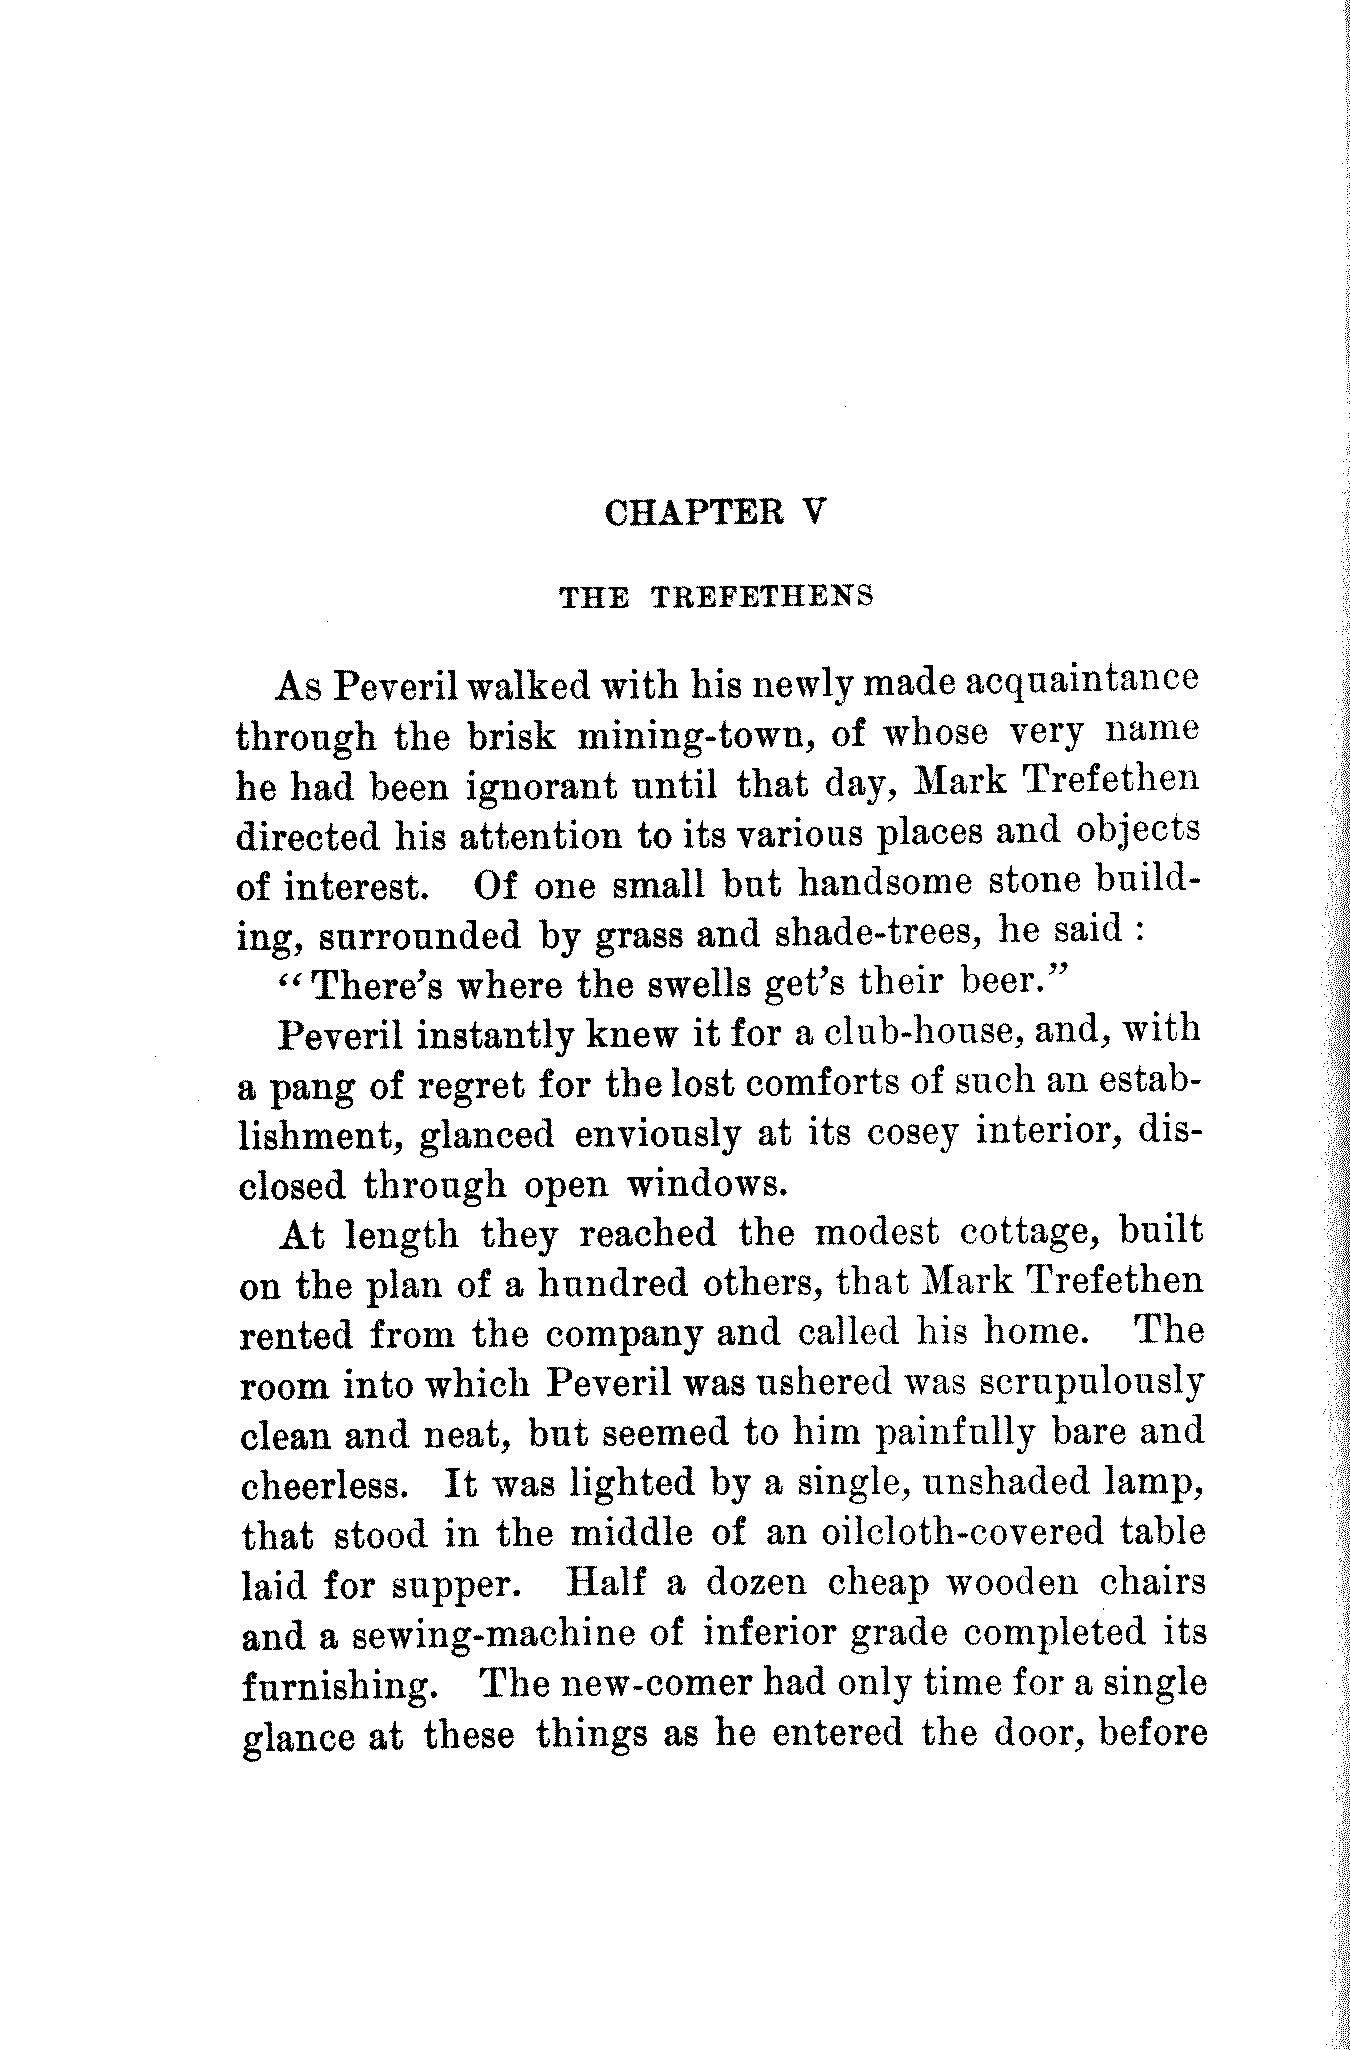 CHAPTER V
THE TREFETHENS
As Peveril walked with his newly made acquaintance
through the brisk mining-town, of whose very name
he had been ignorant until that day, Mark Trefethen
directed his attention to its various places and objects
of interest. Of one small but handsome stone build-
ing, surrounded by grass and shade-trees, he said :
“There’s where the swells get’s their beer.”
Peveril instantly knew it for a club-house, and, with
a pang of regret for the lost comforts of such an estab-
lishment, glanced enviously at its cosey interior, dis-
closed through open windows.
At length they reached the modest cottage, built
on the plan of a hundred others, that Mark Trefethen
rented from the company and called his home. The
room into which Peveril was ushered was scrupulously
clean and neat, but seemed to him painfully bare and
cheerless. It was lighted by a single, unshaded lamp,
that stood in the middle of an oilcloth-covered table
laid for supper. Half a dozen cheap wooden chairs
and a sewing-machine of inferior grade completed its
furnishing. The new-comer had only time for a single
glance at these things as he entered the door, before